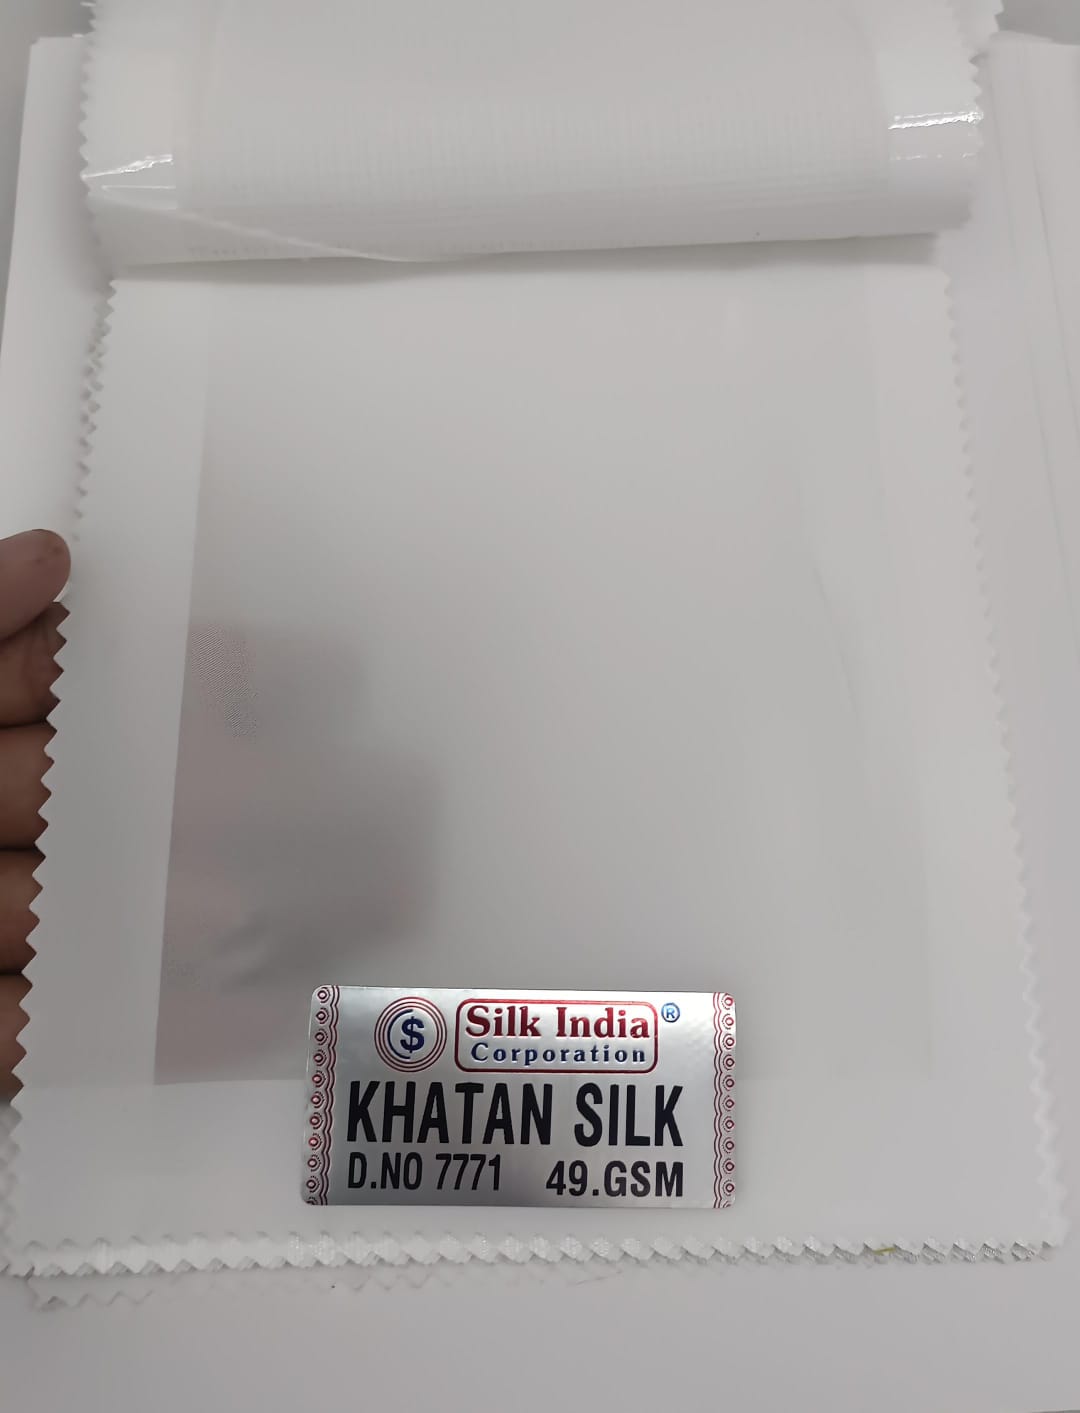 $
Silk India ®
Corporation
KHATAN SILK
D.NO 7771 49.GSM